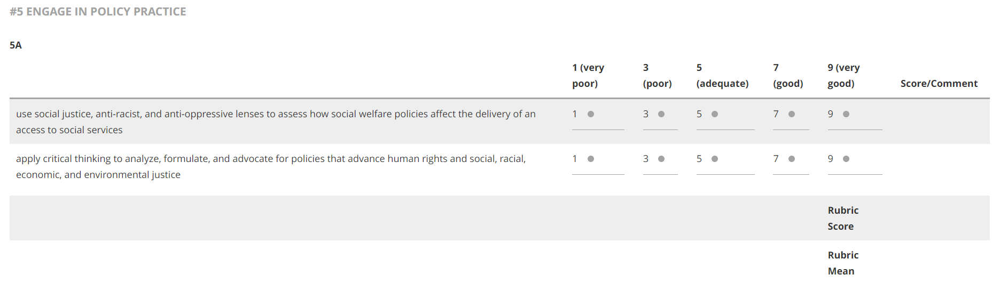 #5 ENGAGE IN POLICY PRACTICE
5A
1 (very poor) 3 (poor) 5 (adequate) 7 (good) 9 (very good) Score/Comment
use social justice, anti-racist, and anti-oppressive lenses to assess how social welfare policies affect the delivery of an
access to social services
1 3 5 7 9
apply critical thinking to analyze, formulate, and advocate for policies that advance human rights and social, racial,
economic, and environmental justice
1 3 5 7 9
Rubric
Score
Rubric
Mean